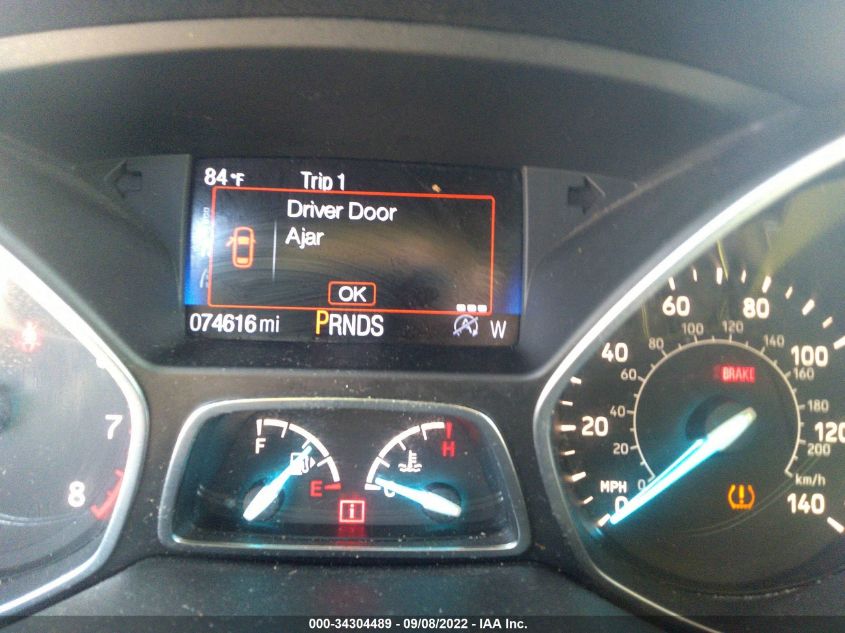 84°F Trip 1
Driver Door
Ajar
OK
074616 mi PRNDS W
7
8
F
E
i
H
C
0 20 40 60 80 100 120 140
MPH
0 20 40 60 80 100 120 140 160 180 200
km/h
BRAKE
000-34304489 - 09/08/2022 - IAA Inc.